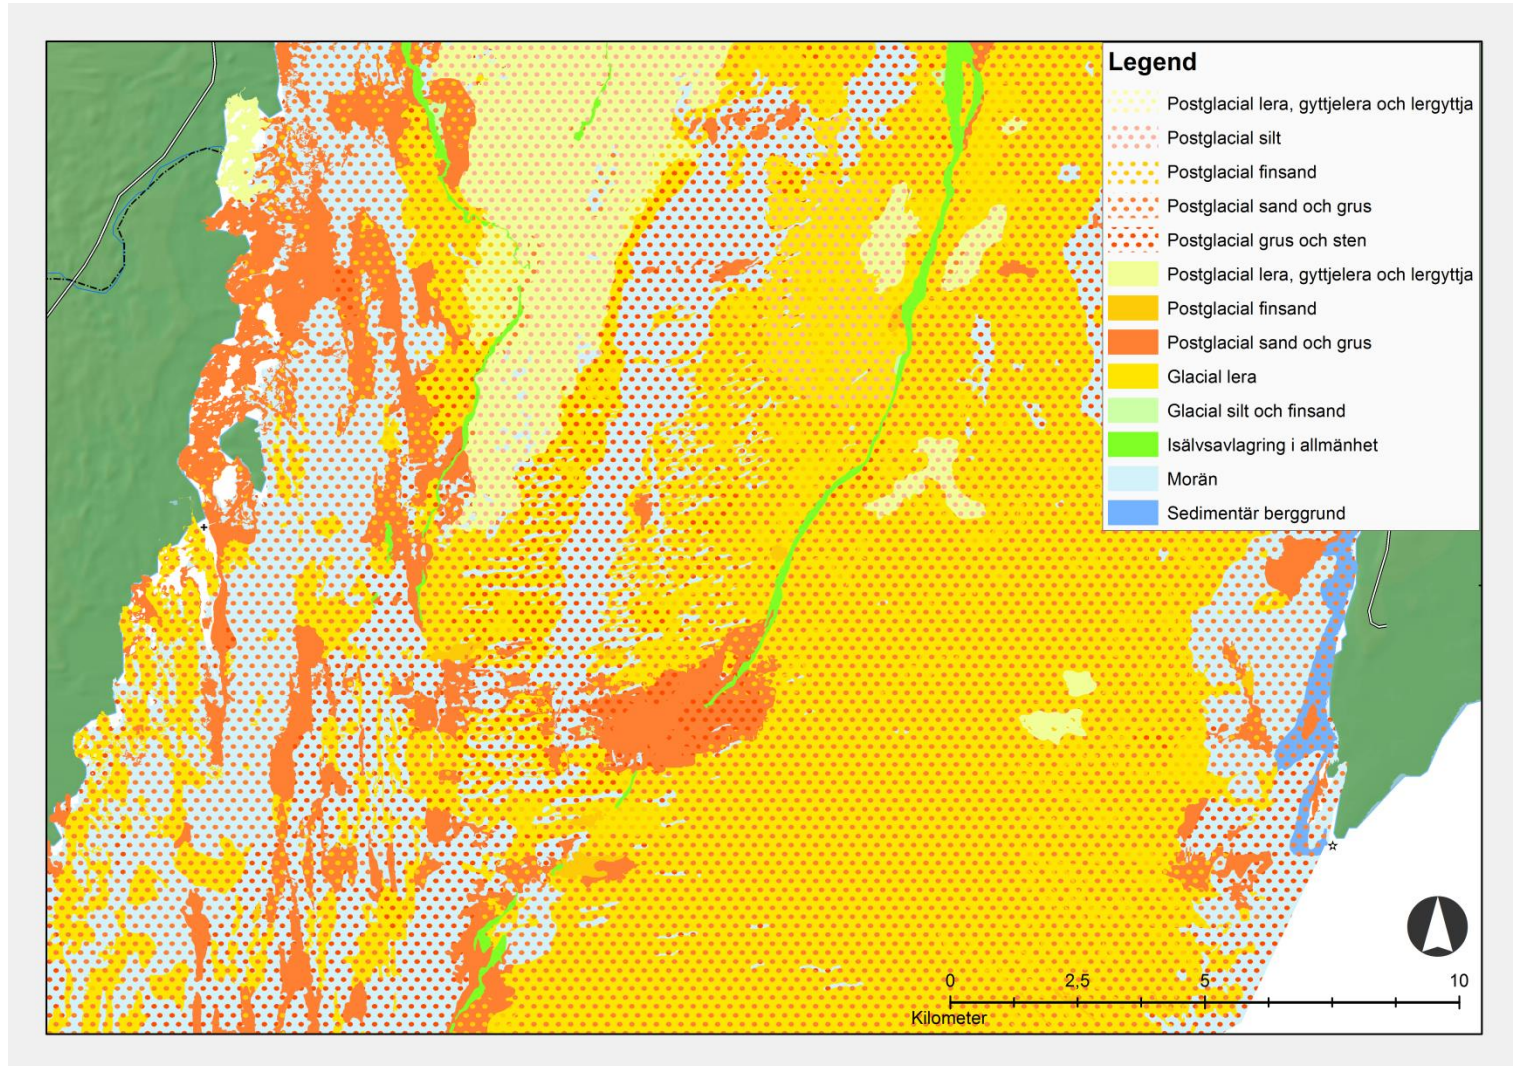 Legend
Postglacial lera, gyttjelera och lergyttja
Postglacial silt
Postglacial finsand
Postglacial sand och grus
Postglacial grus och sten
Postglacial lera, gyttjelera och lergyttja
Postglacial finsand
Postglacial sand och grus
Glacial lera
Glacial silt och finsand
Isälvsavlagring i allmänhet
Morän
Sedimentär berggrund
0 2,5 5 10
Kilometer